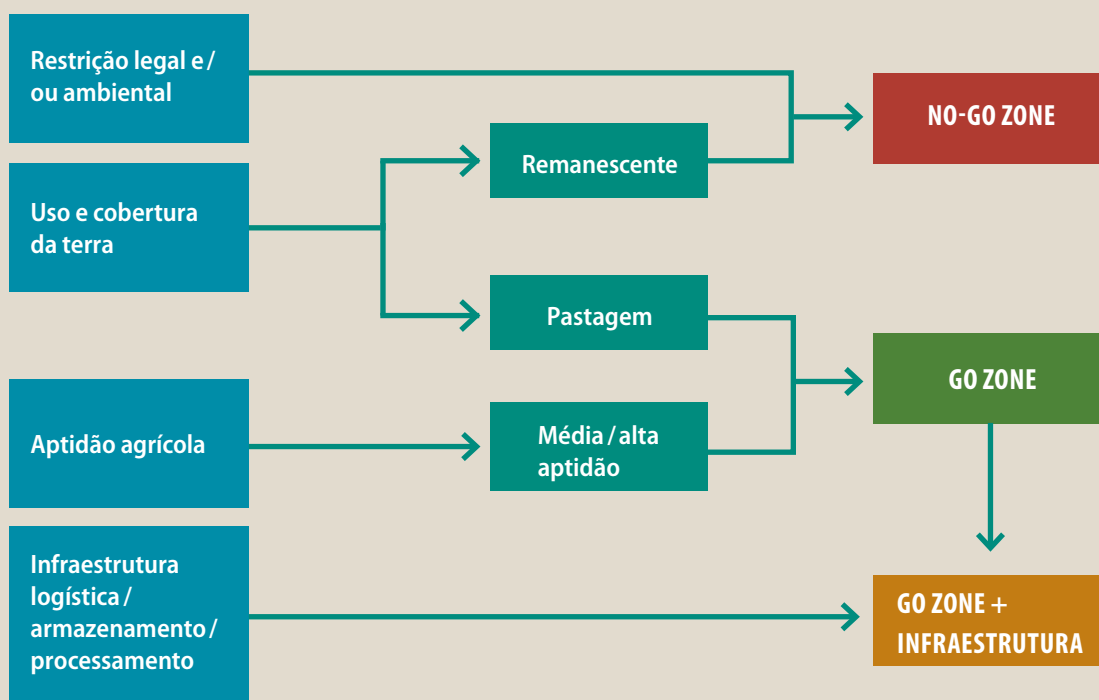 Restrição legal e /
ou ambiental
NO-GO ZONE
Remanescente
Uso e cobertura
da terra
Pastagem
GO ZONE
Aptidão agrícola
Média / alta
aptidão
Infraestrutura
logística /
armazenamento /
processamento
GO ZONE +
INFRAESTRUTURA